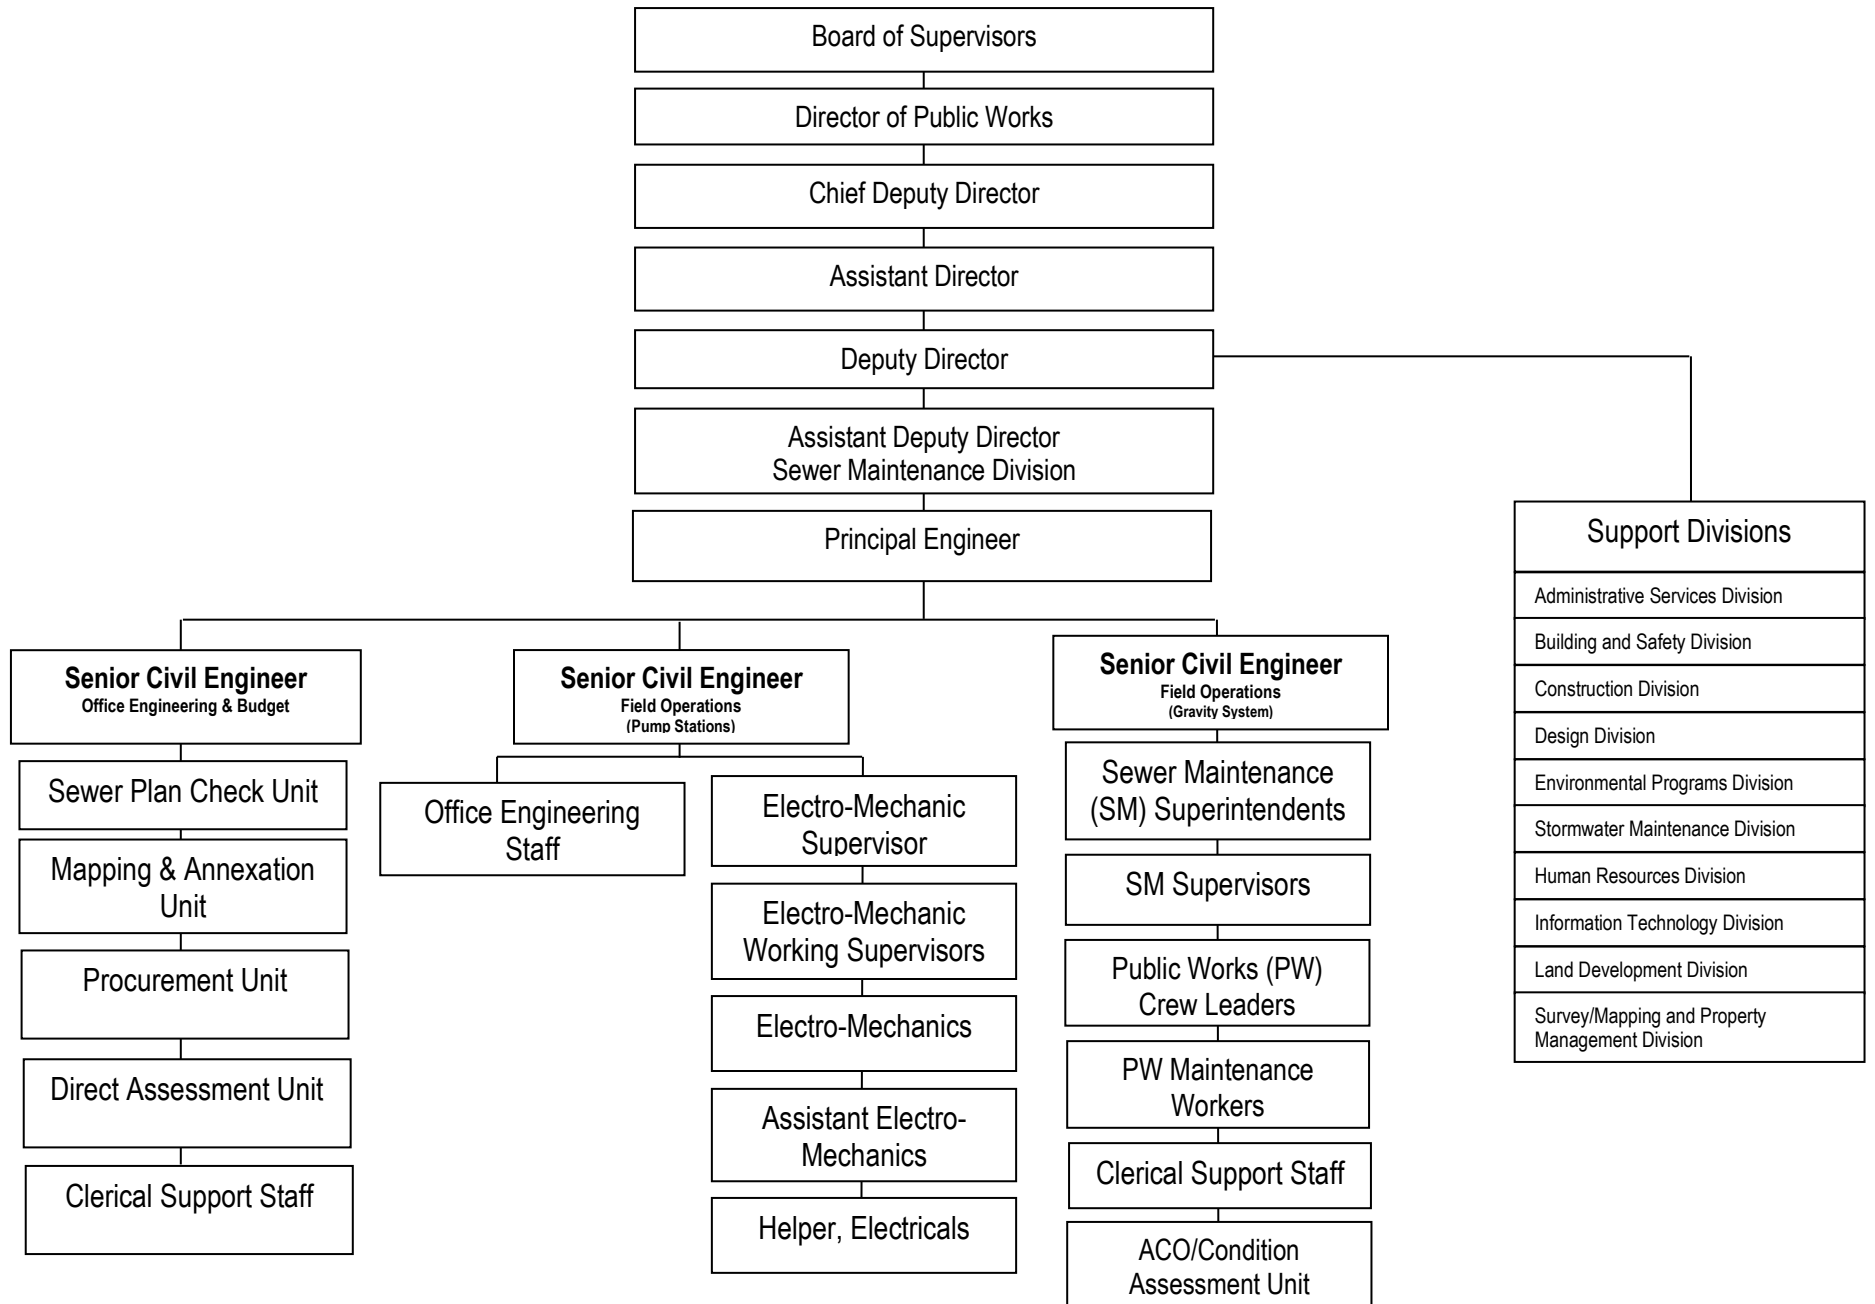 Board of Supervisors
Director of Public Works
Chief Deputy Director
Assistant Director
Deputy Director
Assistant Deputy Director
Sewer Maintenance Division
Principal Engineer
Senior Civil Engineer
Office Engineering & Budget
Sewer Plan Check Unit
Mapping & Annexation
Unit
Procurement Unit
Direct Assessment Unit
Clerical Support Staff
Senior Civil Engineer
Field Operations
(Pump Stations)
Office Engineering
Staff
Electro-Mechanic
Supervisor
Electro-Mechanic
Working Supervisors
Electro-Mechanics
Assistant Electro-
Mechanics
Helper, Electricals
Senior Civil Engineer
Field Operations
(Gravity System)
Sewer Maintenance
(SM) Superintendents
SM Supervisors
Public Works (PW)
Crew Leaders
PW Maintenance
Workers
Clerical Support Staff
ACO/Condition
Assessment Unit
Support Divisions
Administrative Services Division
Building and Safety Division
Construction Division
Design Division
Environmental Programs Division
Stormwater Maintenance Division
Human Resources Division
Information Technology Division
Land Development Division
Survey/Mapping and Property
Management Division